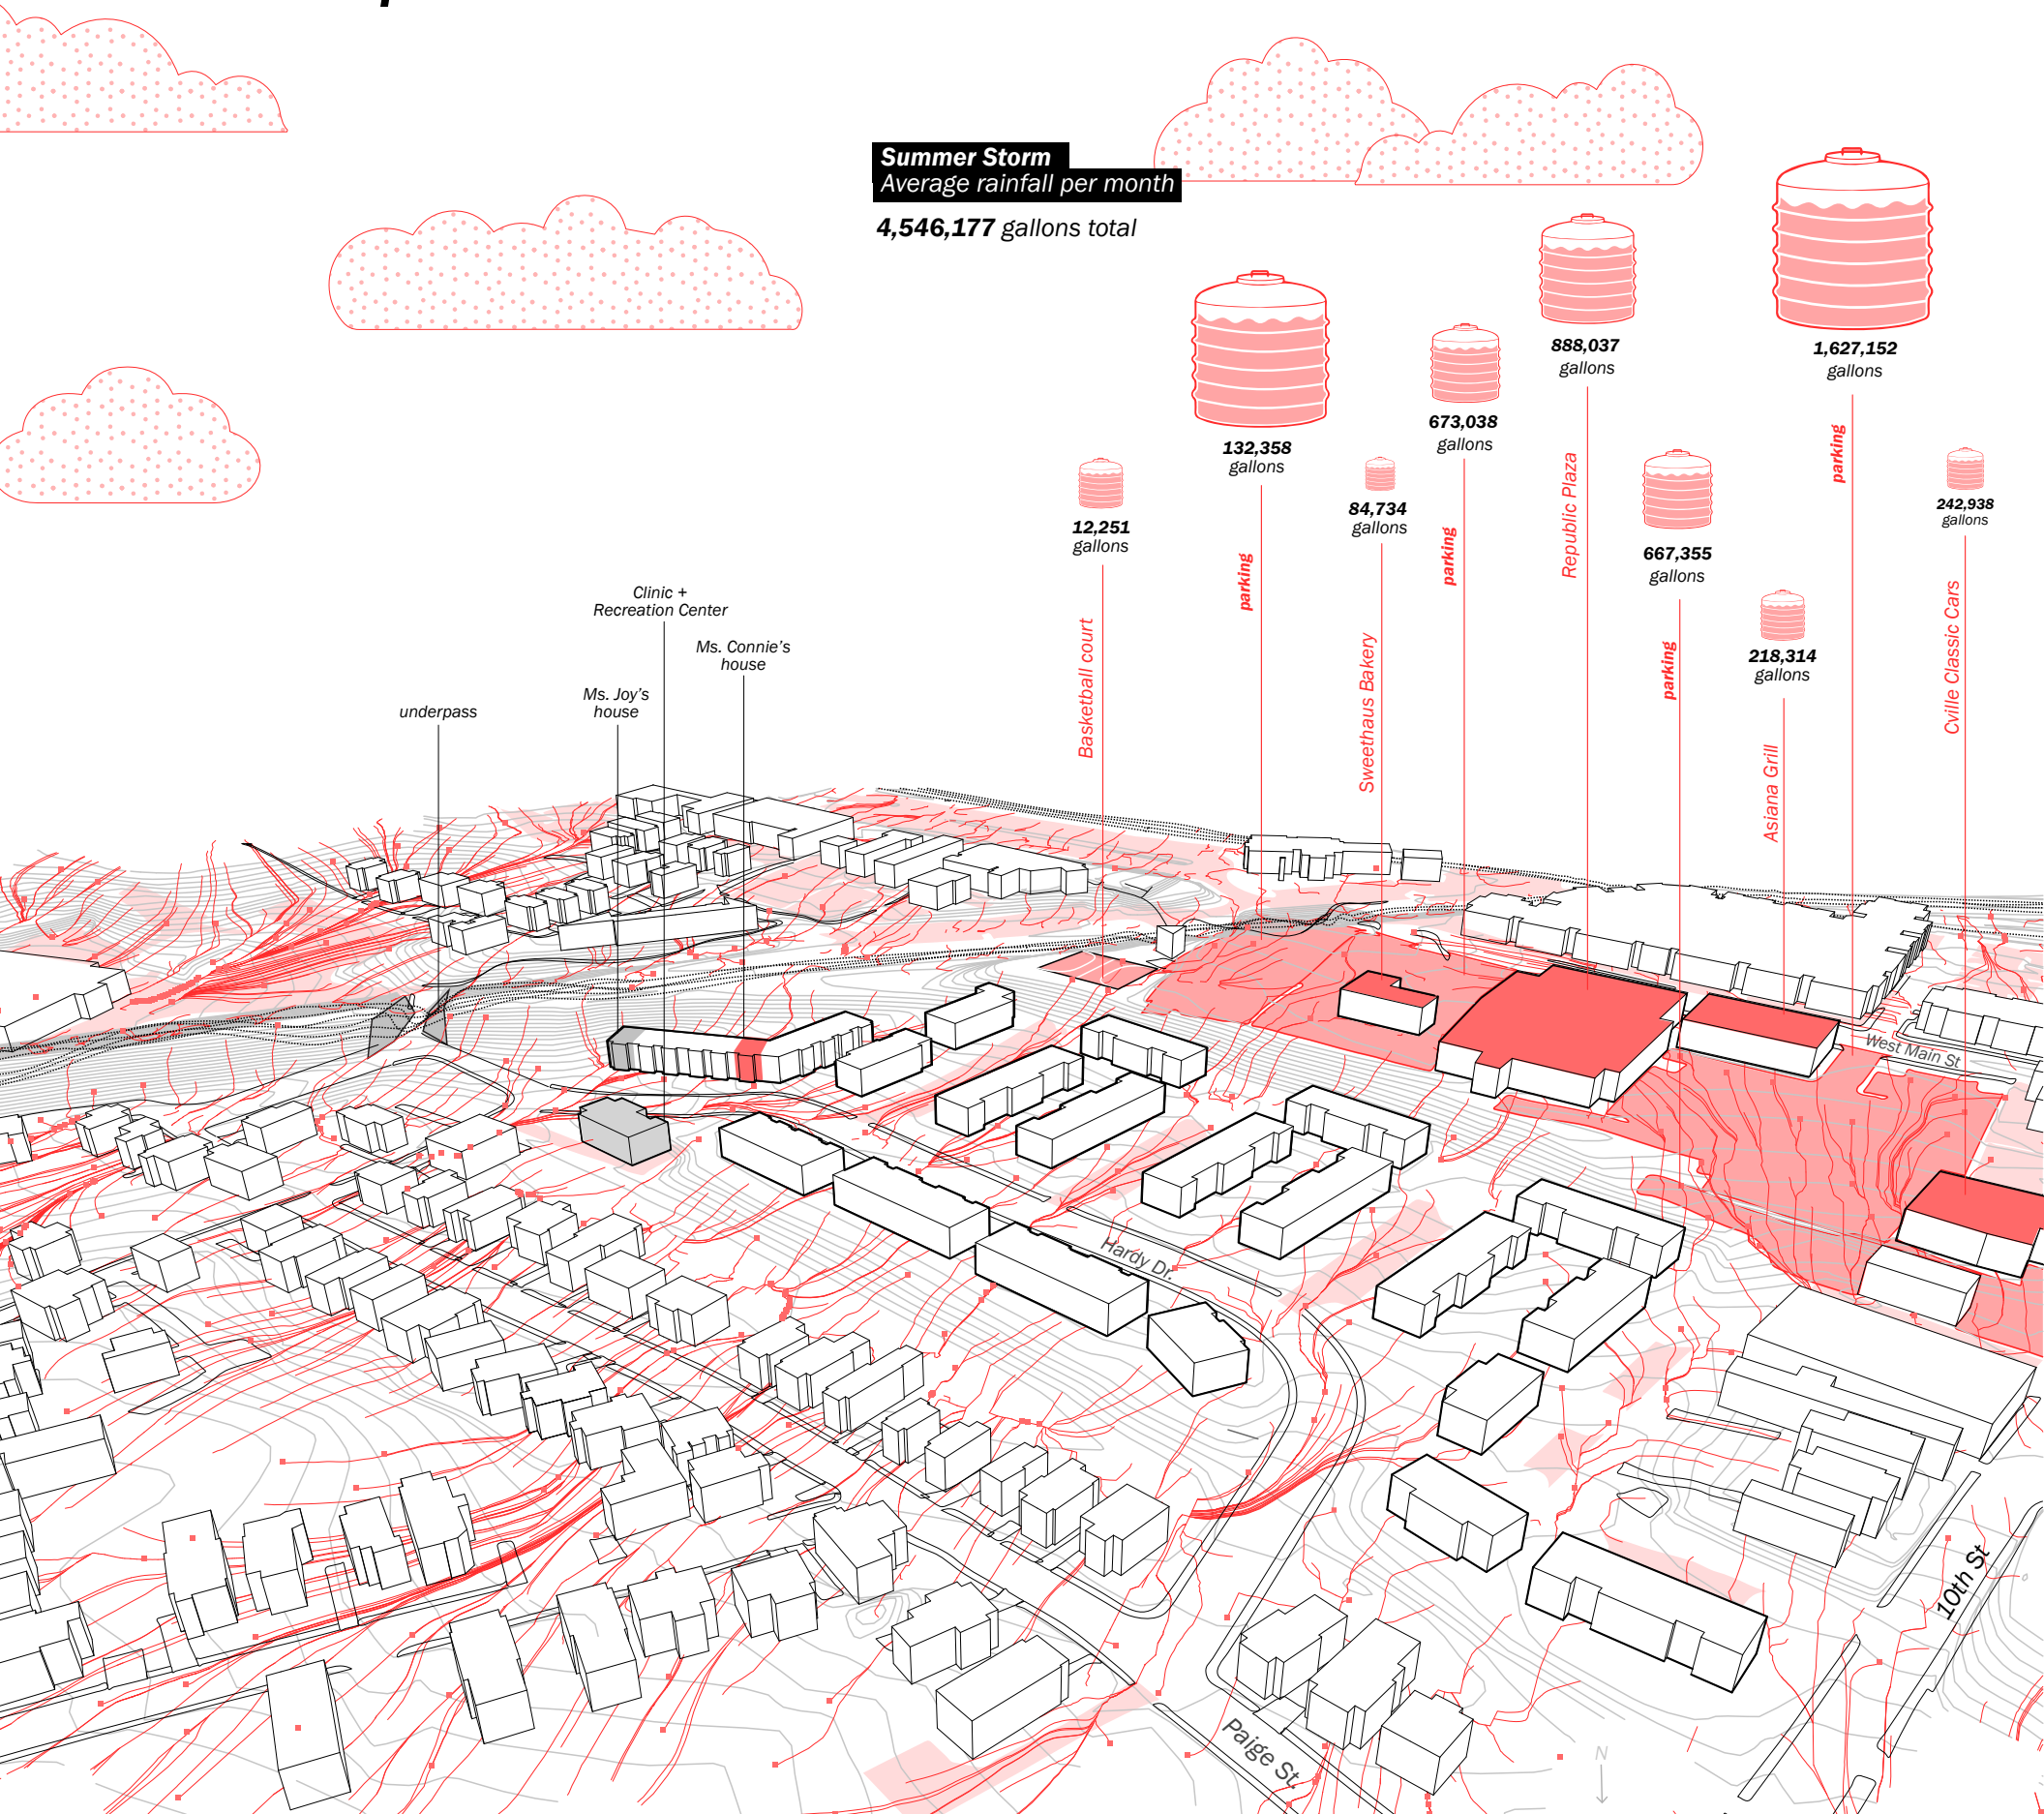 Summer Storm
Average rainfall per month
4,546,177 gallons total
1,627,152
gallons
888,037
gallons
673,038
gallons
132,358
gallons
84,734
gallons
242,938
gallons
12,251
gallons
667,355
gallons
218,314
gallons
parking
Republic Plaza
parking
parking
Cville Classic Cars
Basketball court
Sweethaus Bakery
parking
Asiana Grill
Clinic +
Recreation Center
Ms. Connie's
house
Ms. Joy's
house
underpass
West Main St
Hardy Dr.
10th St
Paige St.
N